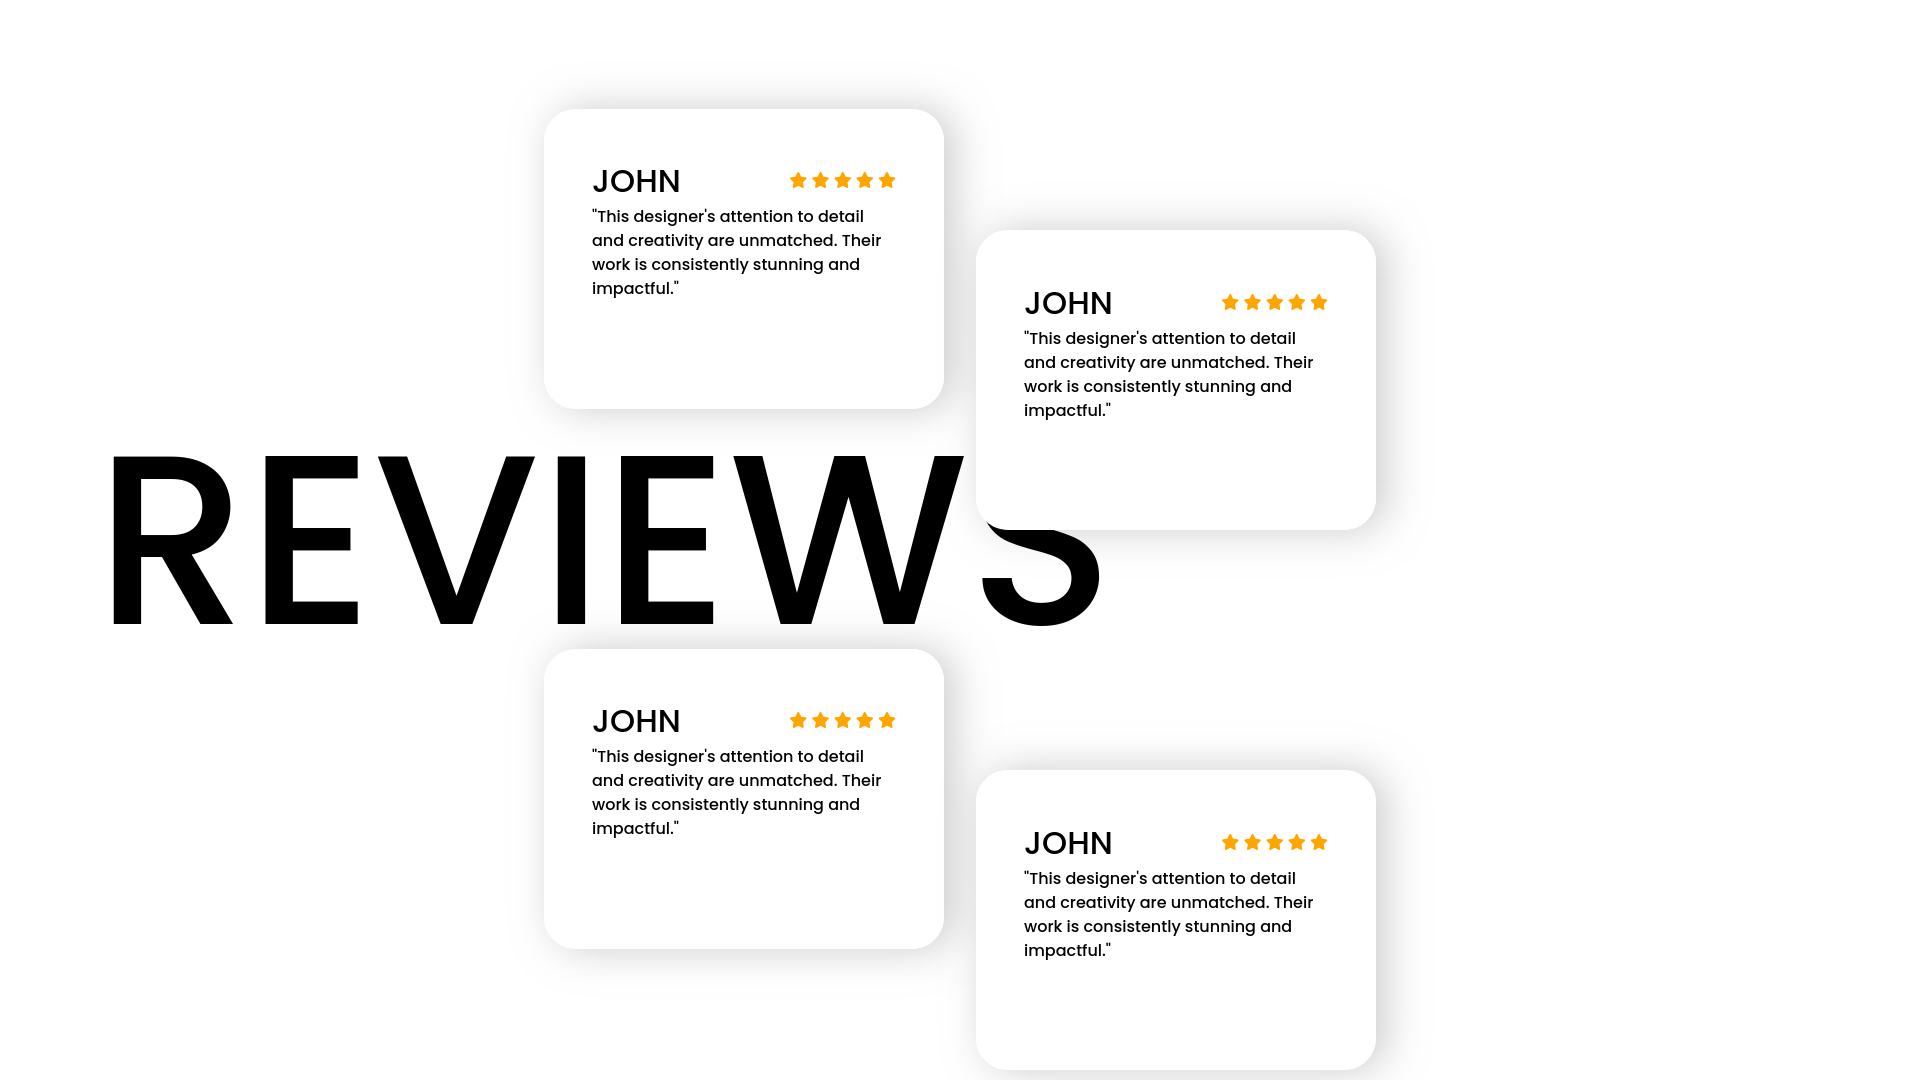 JOHN
"This designer's attention to detail
and creativity are unmatched. Their
work is consistently stunning and
impactful."
JOHN
"This designer's attention to detail
and creativity are unmatched. Their
work is consistently stunning and
impactful."
REVIEWS
JOHN
"This designer's attention to detail
and creativity are unmatched. Their
work is consistently stunning and
impactful."
JOHN
"This designer's attention to detail
and creativity are unmatched. Their
work is consistently stunning and
impactful."